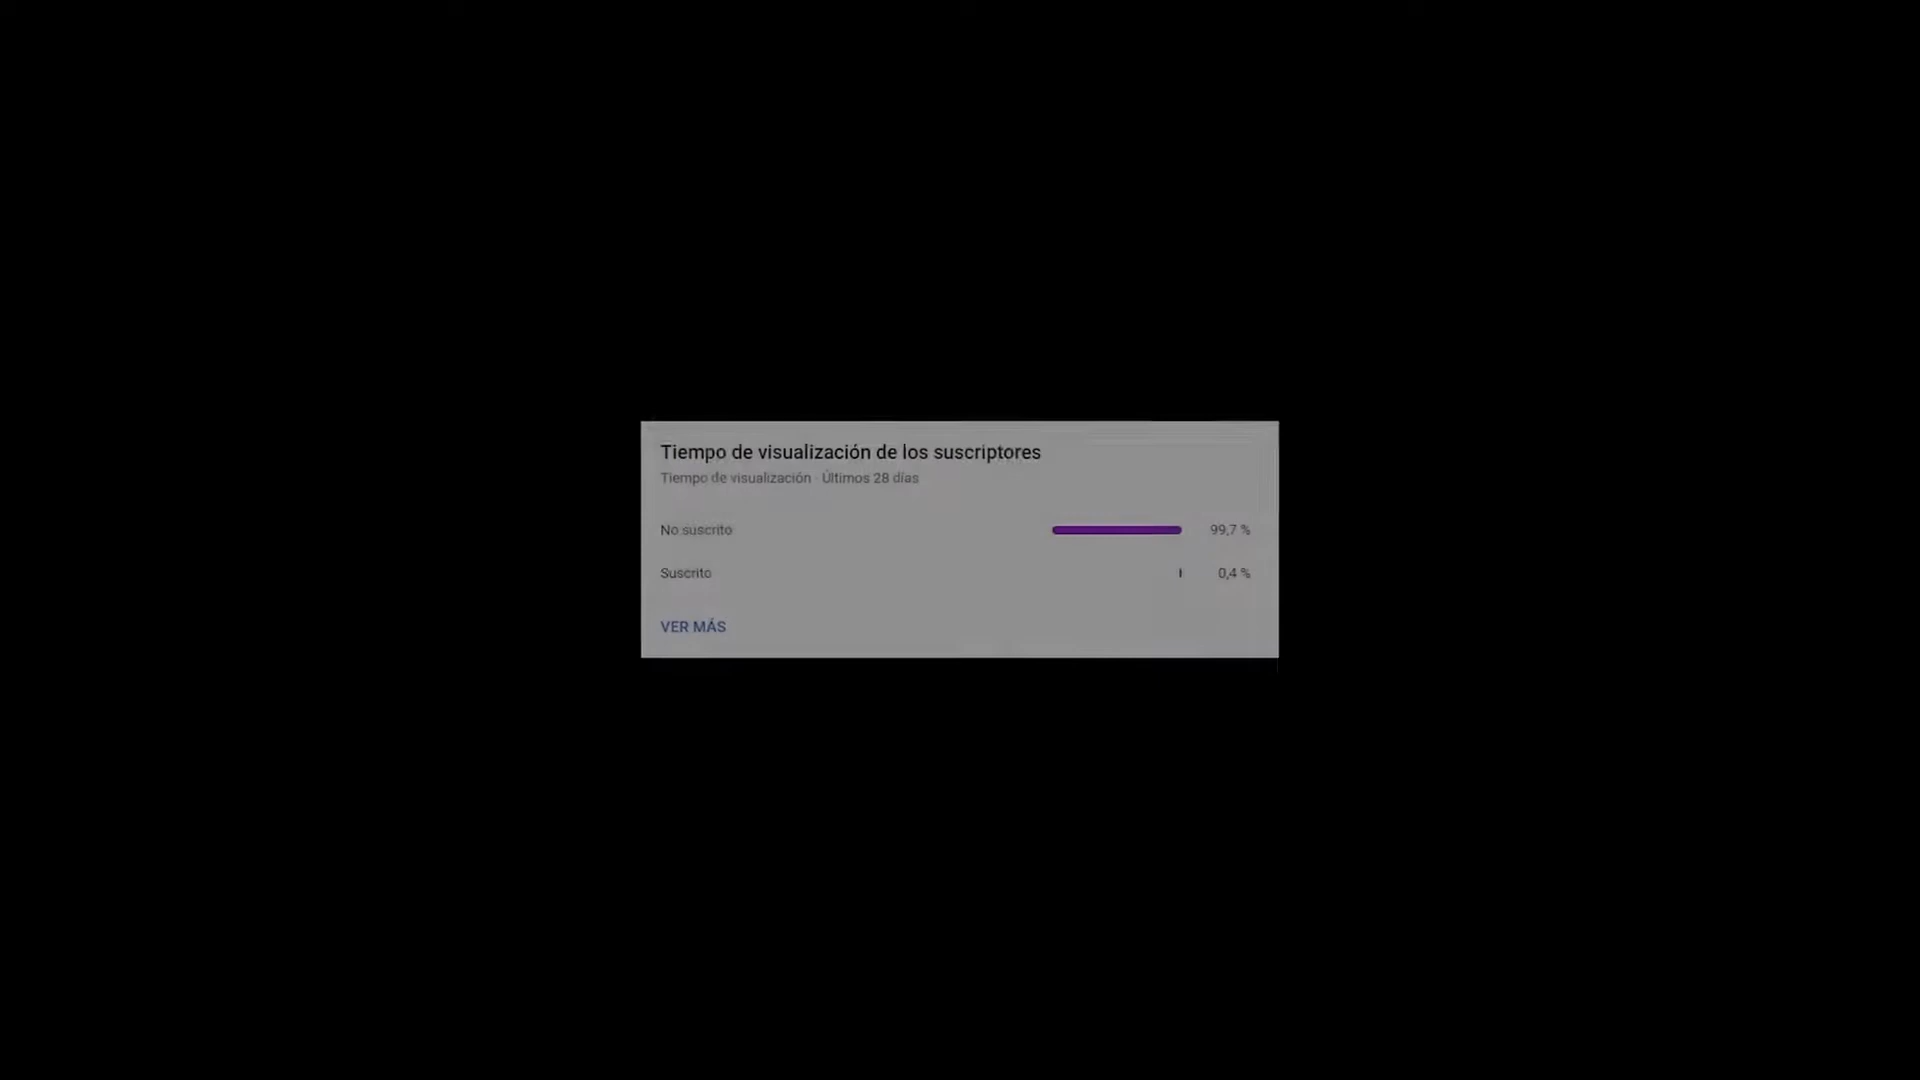 Tiempo de visualización de los suscriptores
Tiempo de visualización · Últimos 28 días
No suscrito 99,7 %
Suscrito 0,4 %
VER MÁS